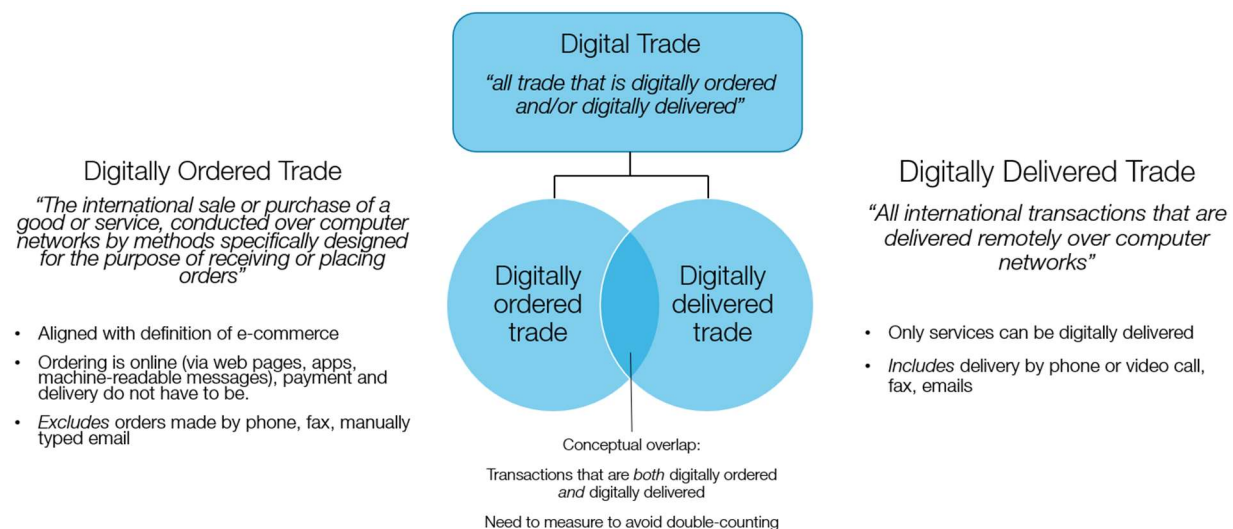 Digital Trade
“all trade that is digitally ordered
and/or digitally delivered”
Digitally Ordered Trade
“The international sale or purchase of a
good or service, conducted over computer
networks by methods specifically designed
for the purpose of receiving or placing
orders”
• Aligned with definition of e-commerce
• Ordering is online (via web pages, apps,
machine-readable messages), payment and
delivery do not have to be.
• Excludes orders made by phone, fax, manually
typed email
Digitally
ordered
trade
Digitally
delivered
trade
Conceptual overlap:
Transactions that are both digitally ordered
and digitally delivered
Need to measure to avoid double-counting
Digitally Delivered Trade
“All international transactions that are
delivered remotely over computer
networks”
• Only services can be digitally delivered
• Includes delivery by phone or video call,
fax, emails